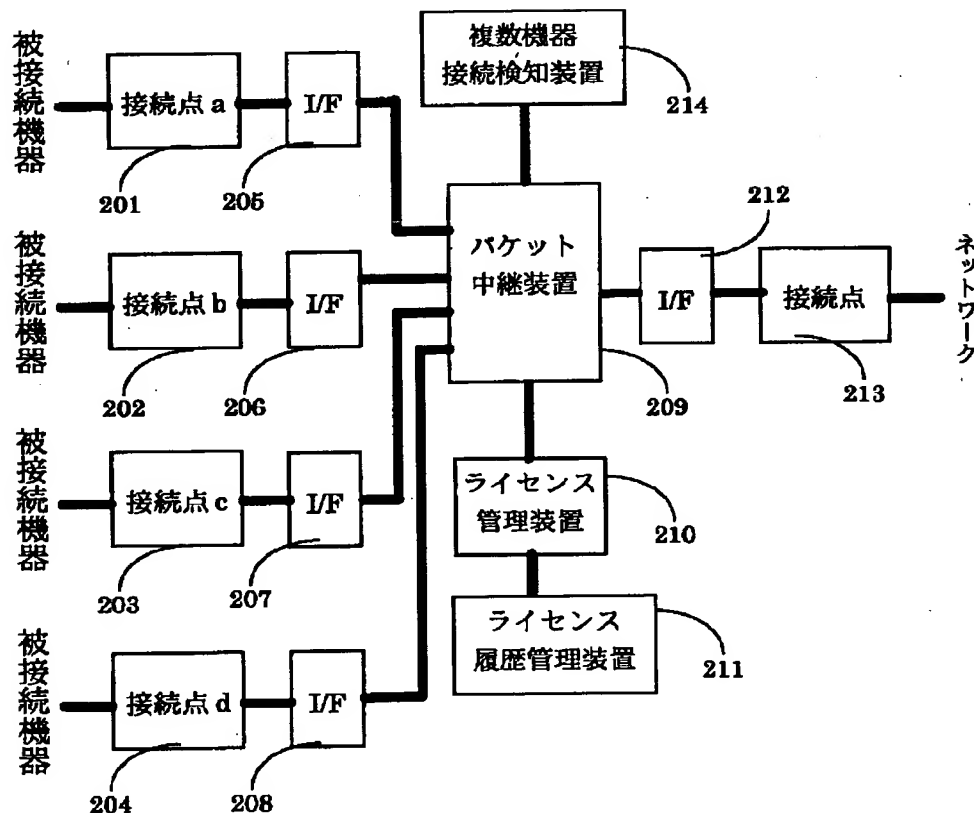 被接続機器
接続点 a
I/F
201
205
複数機器
接続検知装置
214
被接続機器
接続点 b
I/F
202
206
パケット
中継装置
209
212
I/F
接続点
213
ネットワーク
被接続機器
接続点 c
I/F
203
207
ライセンス
管理装置
210
被接続機器
接続点 d
I/F
204
208
ライセンス
履歴管理装置
211